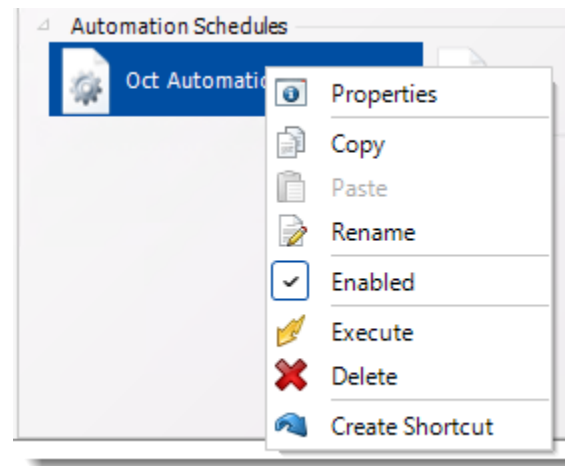 Automation Schedules
Oct Automatic
Properties
Copy
Paste
Rename
Enabled
Execute
Delete
Create Shortcut